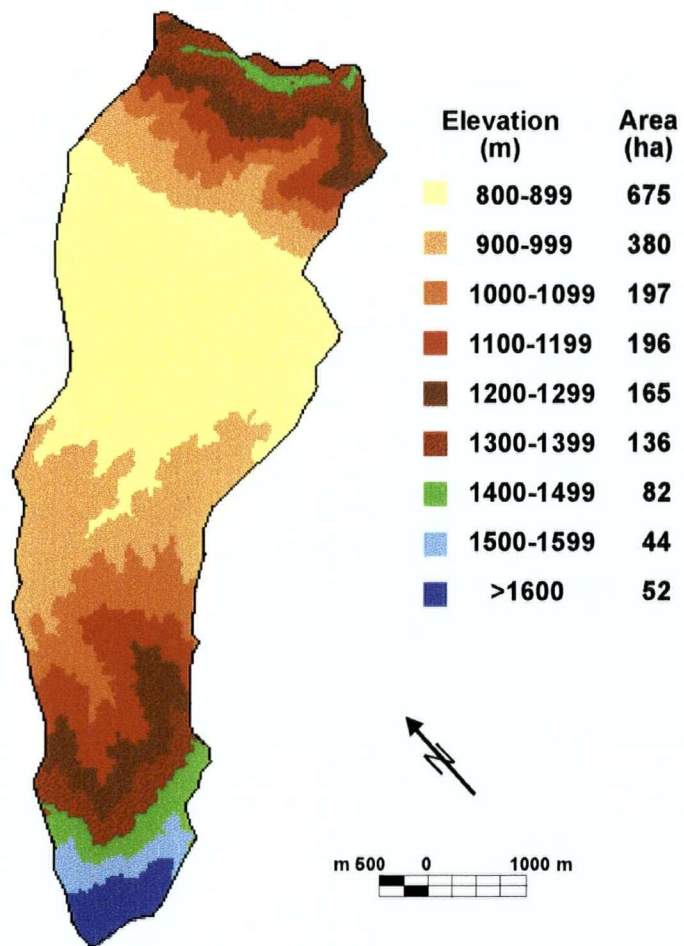 Elevation Area
(m) (ha)
800-899 675
900-999 380
1000-1099 197
1100-1199 196
1200-1299 165
1300-1399 136
1400-1499 82
1500-1599 44
>1600 52
N
m 500 0 1000 m